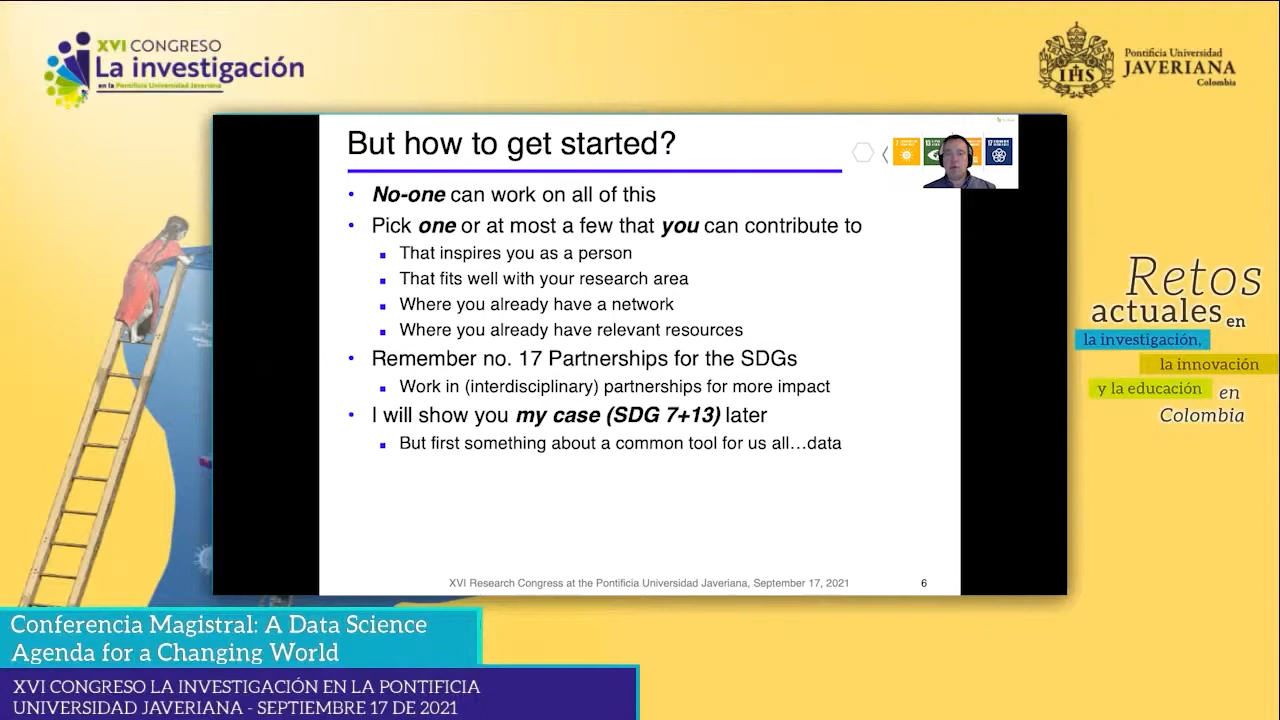 XVI CONGRESO
La investigación
en la Pontificia Universidad Javeriana
Pontificia Universidad
JAVERIANA
Colombia
IHS
But how to get started?
• No-one can work on all of this
• Pick one or at most a few that you can contribute to
▪ That inspires you as a person
▪ That fits well with your research area
▪ Where you already have a network
▪ Where you already have relevant resources
• Remember no. 17 Partnerships for the SDGs
▪ Work in (interdisciplinary) partnerships for more impact
• I will show you my case (SDG 7+13) later
▪ But first something about a common tool for us all…data
XVI Research Congress at the Pontificia Universidad Javeriana, September 17, 2021
6
Retos
actuales en
la investigación,
la innovación
y la educación en
Colombia
Conferencia Magistral: A Data Science
Agenda for a Changing World
XVI CONGRESO LA INVESTIGACIÓN EN LA PONTIFICIA
UNIVERSIDAD JAVERIANA - SEPTIEMBRE 17 DE 2021